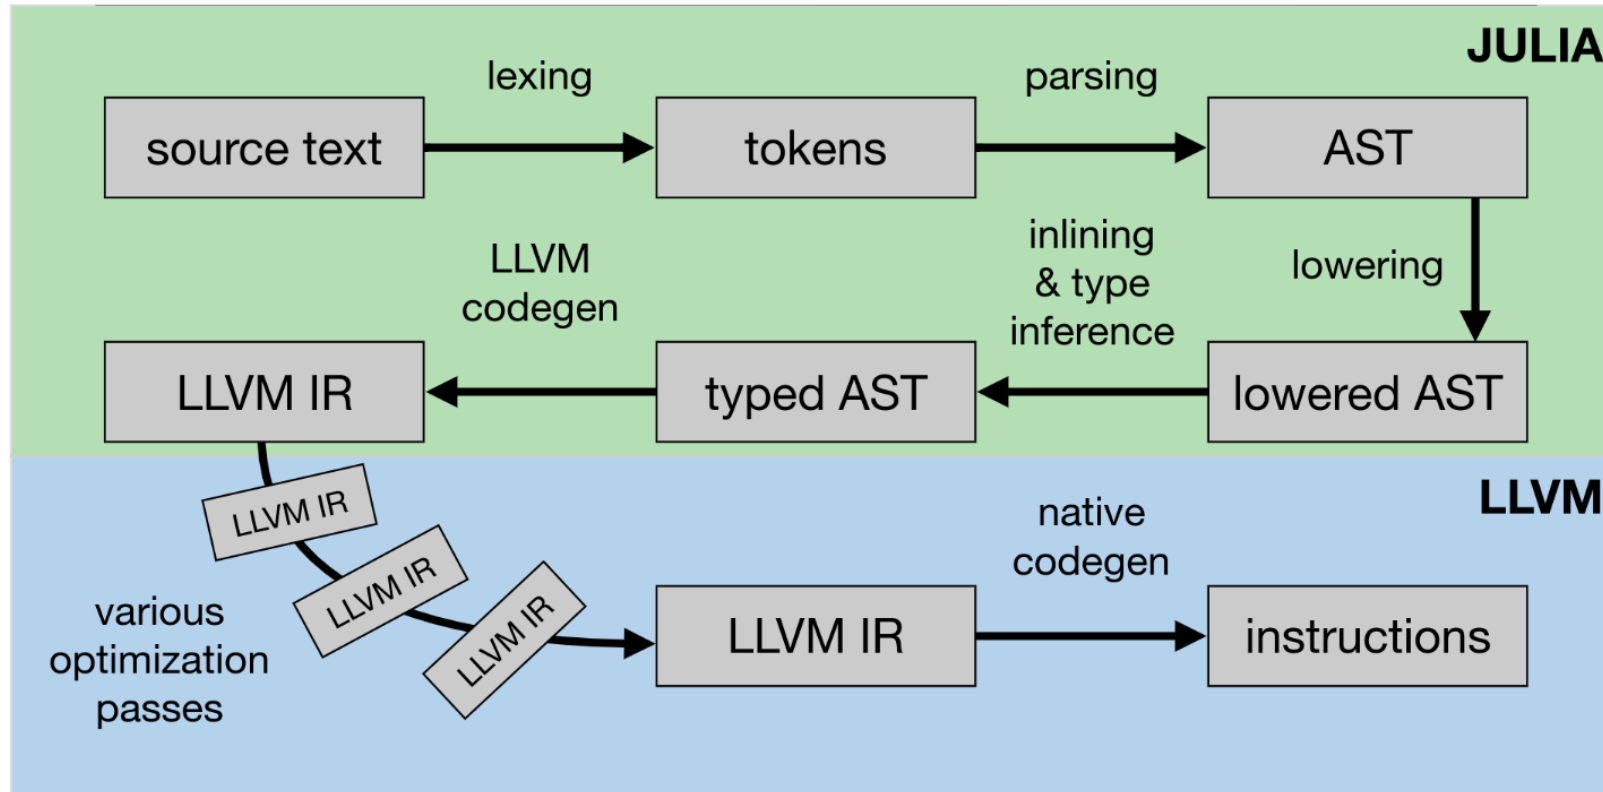 JULIA
lexing
parsing
source text
tokens
AST
LLVM
codegen
inlining
& type
inference
lowering
LLVM IR
typed AST
lowered AST
LLVM
LLVM IR
LLVM IR
LLVM IR
various
optimization
passes
native
codegen
LLVM IR
instructions